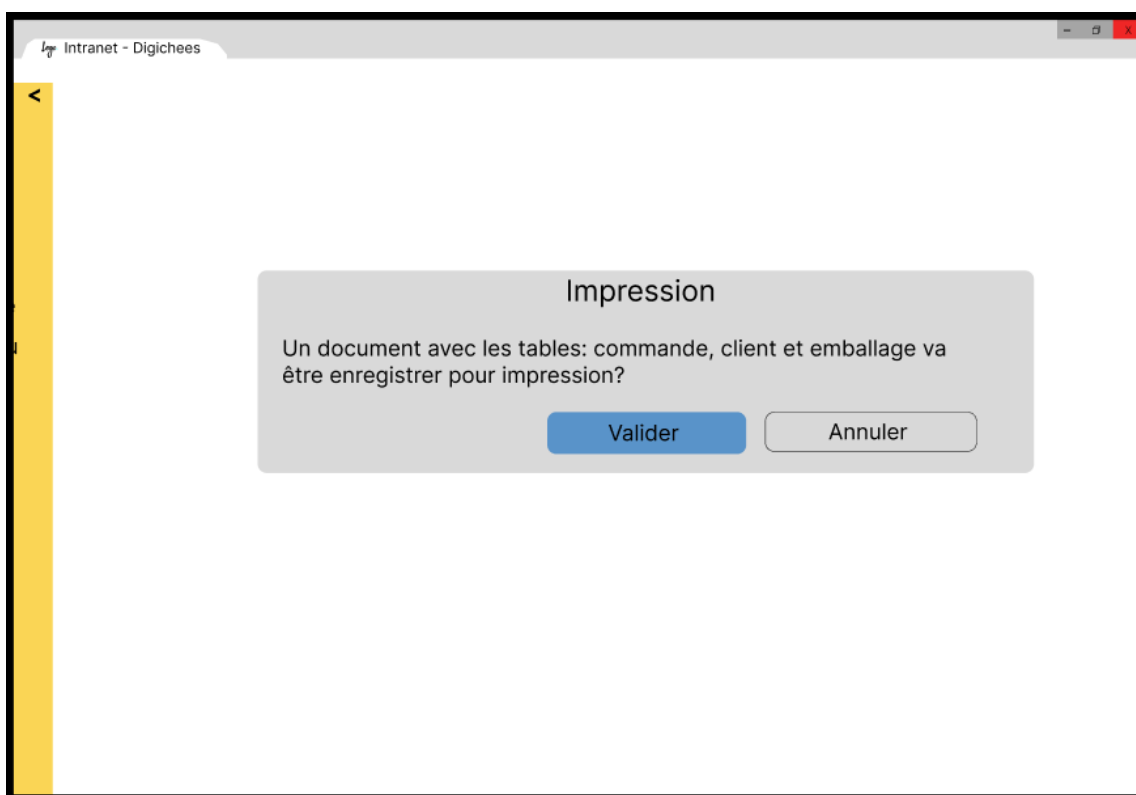 Logo Intranet - Digichees
<
Impression
Un document avec les tables: commande, client et emballage va
être enregistrer pour impression?
Valider Annuler